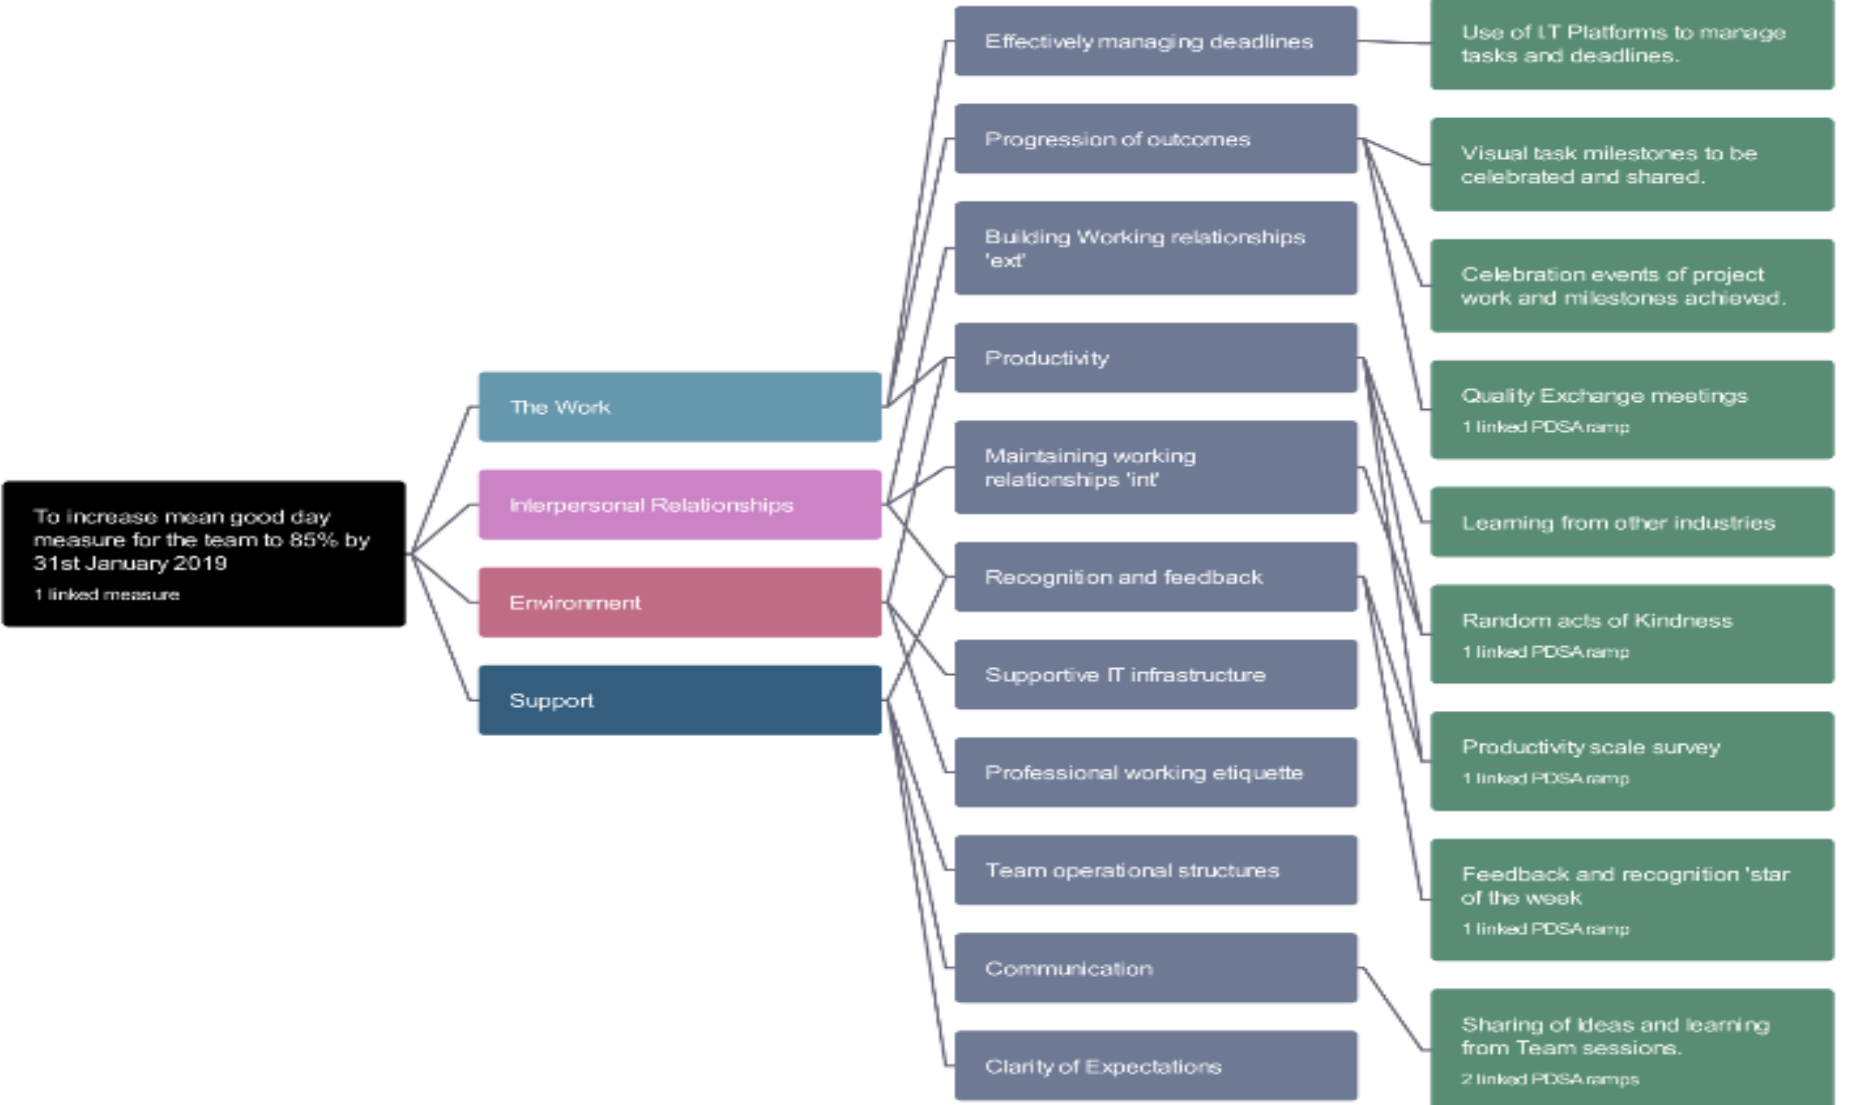 To increase mean good day
measure for the team to 85% by
31st January 2019
1 linked measure
The Work
Interpersonal Relationships
Environment
Support
Effectively managing deadlines
Progression of outcomes
Building Working relationships
'ext'
Productivity
Maintaining working
relationships 'int'
Recognition and feedback
Supportive IT infrastructure
Professional working etiquette
Team operational structures
Communication
Clarity of Expectations
Use of I.T Platforms to manage
tasks and deadlines.
Visual task milestones to be
celebrated and shared.
Celebration events of project
work and milestones achieved.
Quality Exchange meetings
1 linked PDSA ramp
Learning from other industries
Random acts of Kindness
1 linked PDSA ramp
Productivity scale survey
1 linked PDSA ramp
Feedback and recognition 'star
of the week
1 linked PDSA ramp
Sharing of Ideas and learning
from Team sessions.
2 linked PDSA ramps